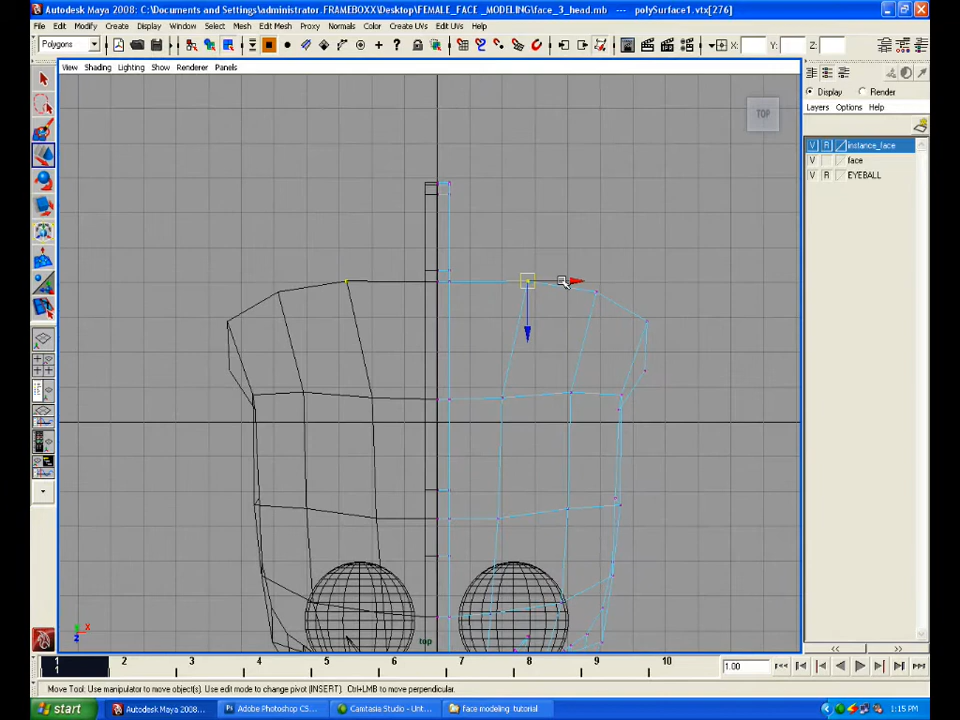 Autodesk Maya 2008: C:\Documents and Settings\administrator.FRAMEBOXX\Desktop\FEMALE_FACE _MODELING\face_3_head.mb --- polySurface1.vtx[276]
File Edit Modify Create Display Window Select Mesh Edit Mesh Proxy Normals Color Create UVs Edit UVs Help
Polygons X: Y: Z:
View Shading Lighting Show Renderer Panels
Display Render
Layers Options Help
V R instance_face
V face
V R EYEBALL
TOP
top
1 2 3 4 5 6 7 8 9 10
1
1.00
Move Tool: Use manipulator to move object(s). Use edit mode to change pivot (INSERT). Ctrl+LMB to move perpendicular.
start Autodesk Maya 2008:... Adobe Photoshop CS... Camtasia Studio - Unt... face modeling tutorial 1:15 PM